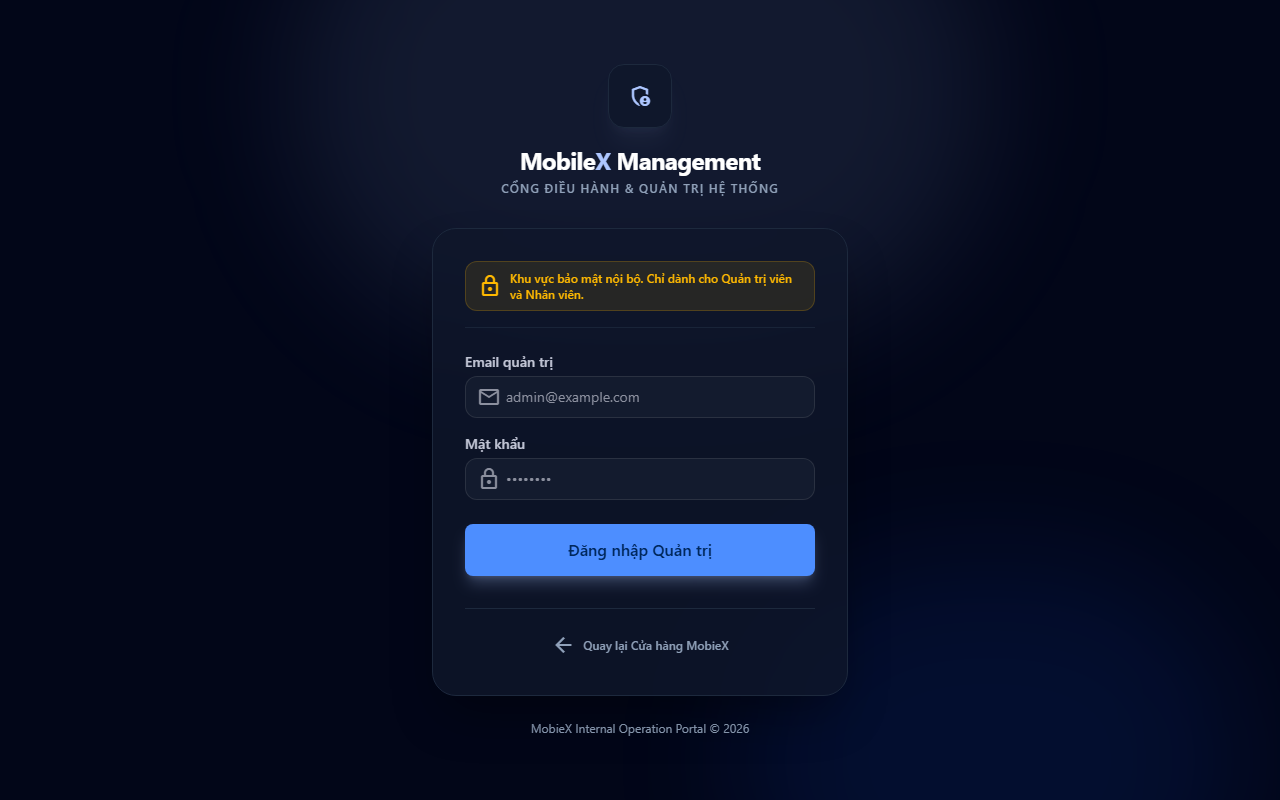 MobileX Management
CỔNG ĐIỀU HÀNH & QUẢN TRỊ HỆ THỐNG
Khu vực bảo mật nội bộ. Chỉ dành cho Quản trị viên
và Nhân viên.
Email quản trị
admin@example.com
Mật khẩu
••••••••
Đăng nhập Quản trị
Quay lại Cửa hàng MobieX
MobieX Internal Operation Portal © 2026